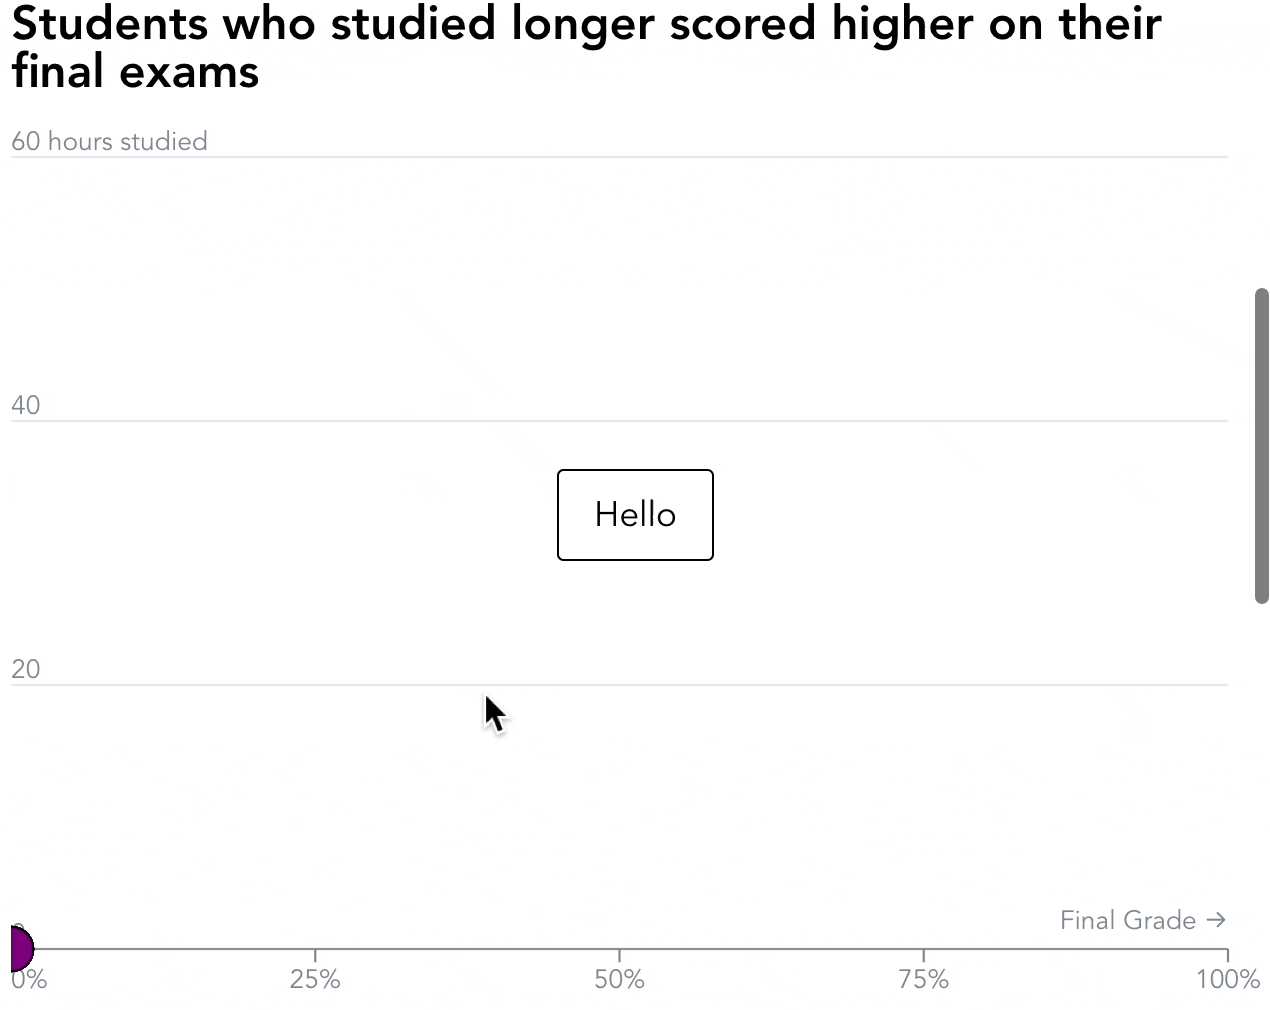 Students who studied longer scored higher on their
final exams
60 hours studied
40
Hello
20
Final Grade →
0% 25% 50% 75% 100%